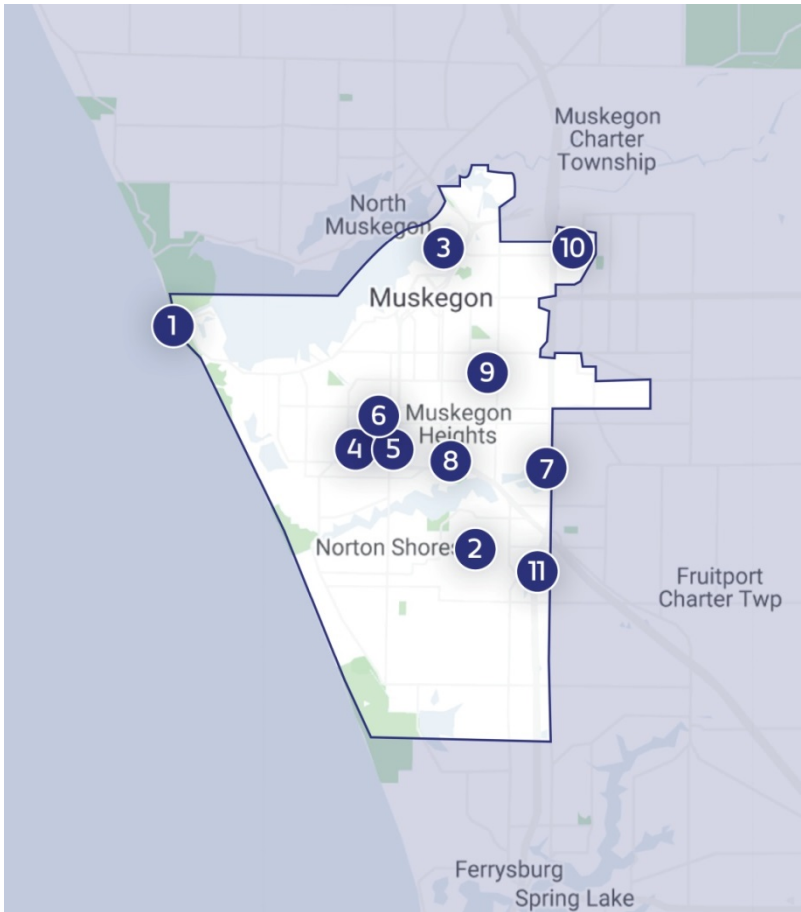 Muskegon
Charter
Township
North
Muskegon
3
10
Muskegon
1
9
6
Muskegon
Heights
4
5
8
7
Norton Shores
2
11
Fruitport
Charter Twp
Ferrysburg
Spring Lake